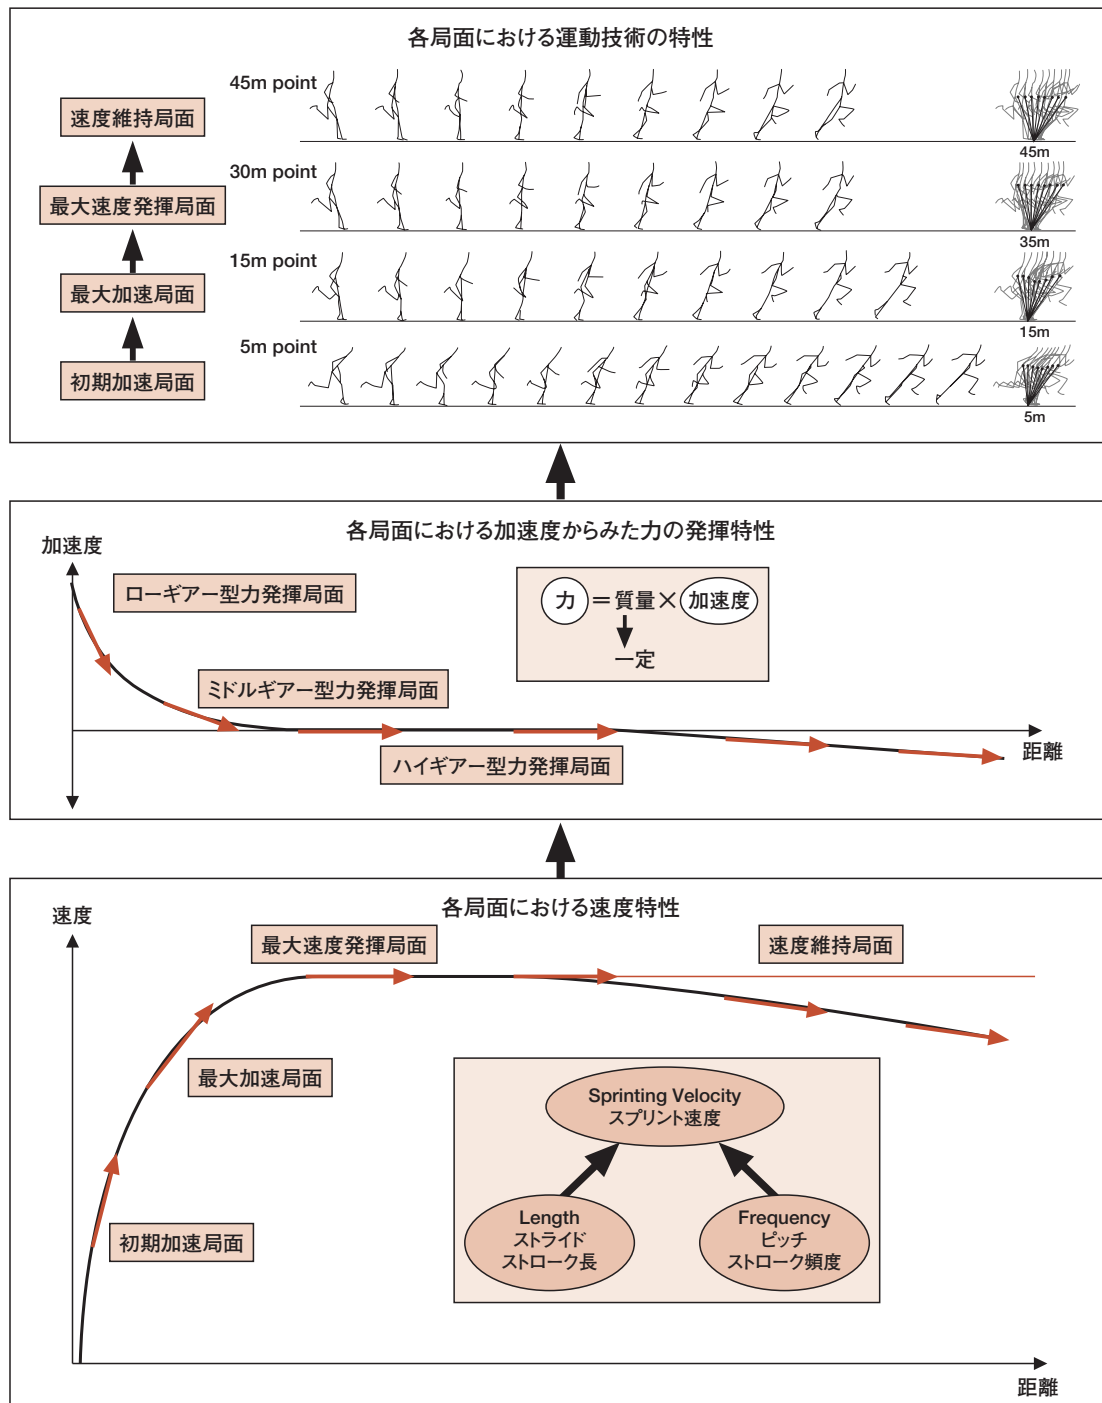 各局面における運動技術の特性
45m point
速度維持局面
45m
30m point
最大速度発揮局面
35m
15m point
最大加速局面
15m
5m point
初期加速局面
5m
各局面における加速度からみた力の発揮特性
加速度
ローギアー型力発揮局面
力＝質量×加速度
一定
ミドルギアー型力発揮局面
ハイギアー型力発揮局面
距離
各局面における速度特性
速度
最大速度発揮局面
速度維持局面
最大加速局面
初期加速局面
Sprinting Velocity
スプリント速度
Length
ストライド
ストローク長
Frequency
ピッチ
ストローク頻度
距離